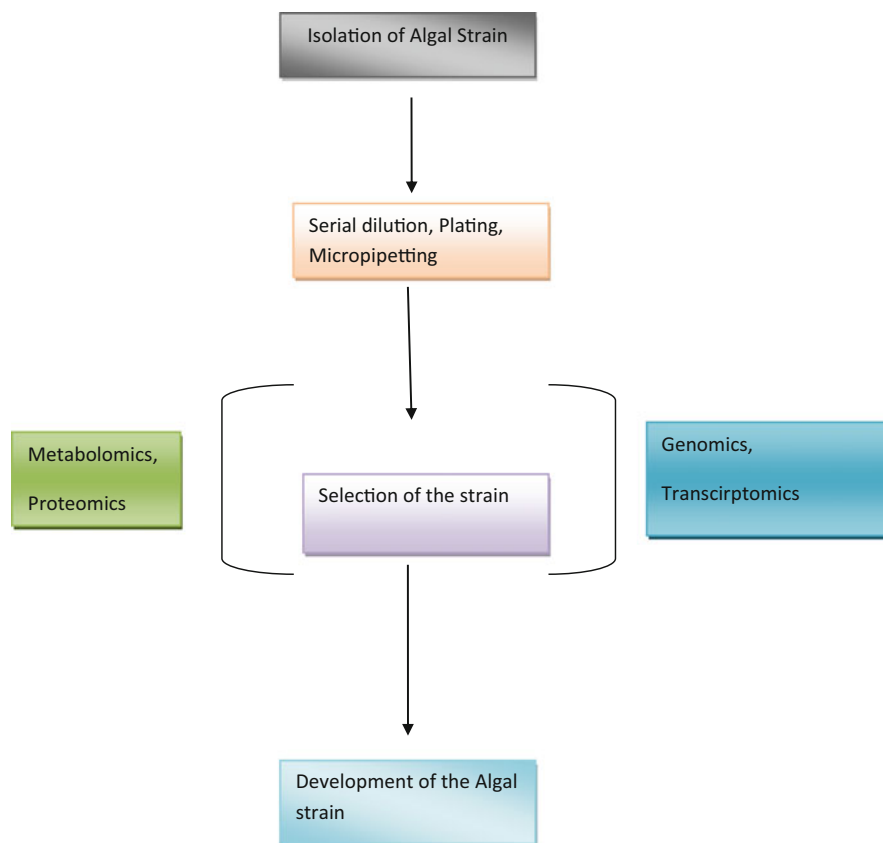 Isolation of Algal Strain
Serial dilution, Plating,
Micropipetting
Metabolomics,
Proteomics
Selection of the strain
Genomics,
Transcirptomics
Development of the Algal
strain